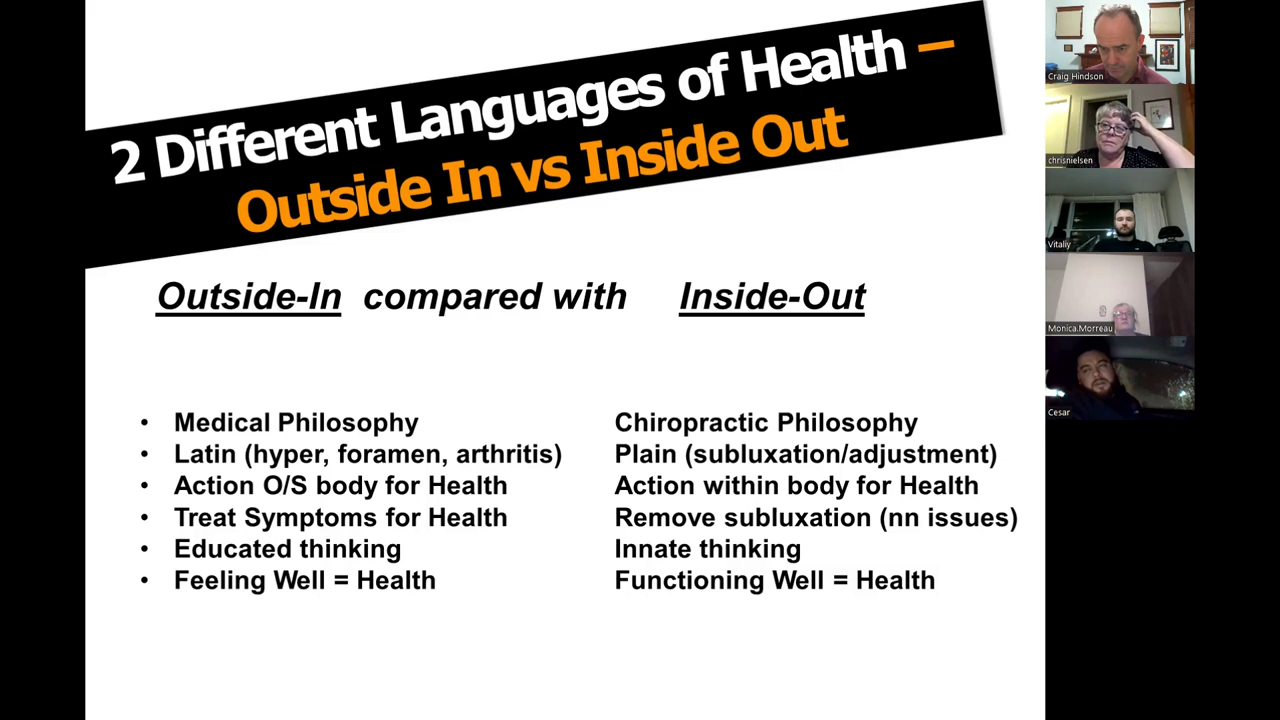 2 Different Languages of Health –
Outside In vs Inside Out
Outside-In compared with Inside-Out
• Medical Philosophy Chiropractic Philosophy
• Latin (hyper, foramen, arthritis) Plain (subluxation/adjustment)
• Action O/S body for Health Action within body for Health
• Treat Symptoms for Health Remove subluxation (nn issues)
• Educated thinking Innate thinking
• Feeling Well = Health Functioning Well = Health
Craig Hindson
chrisnielsen
Vitaliy
Monica.Morreau
Cesar